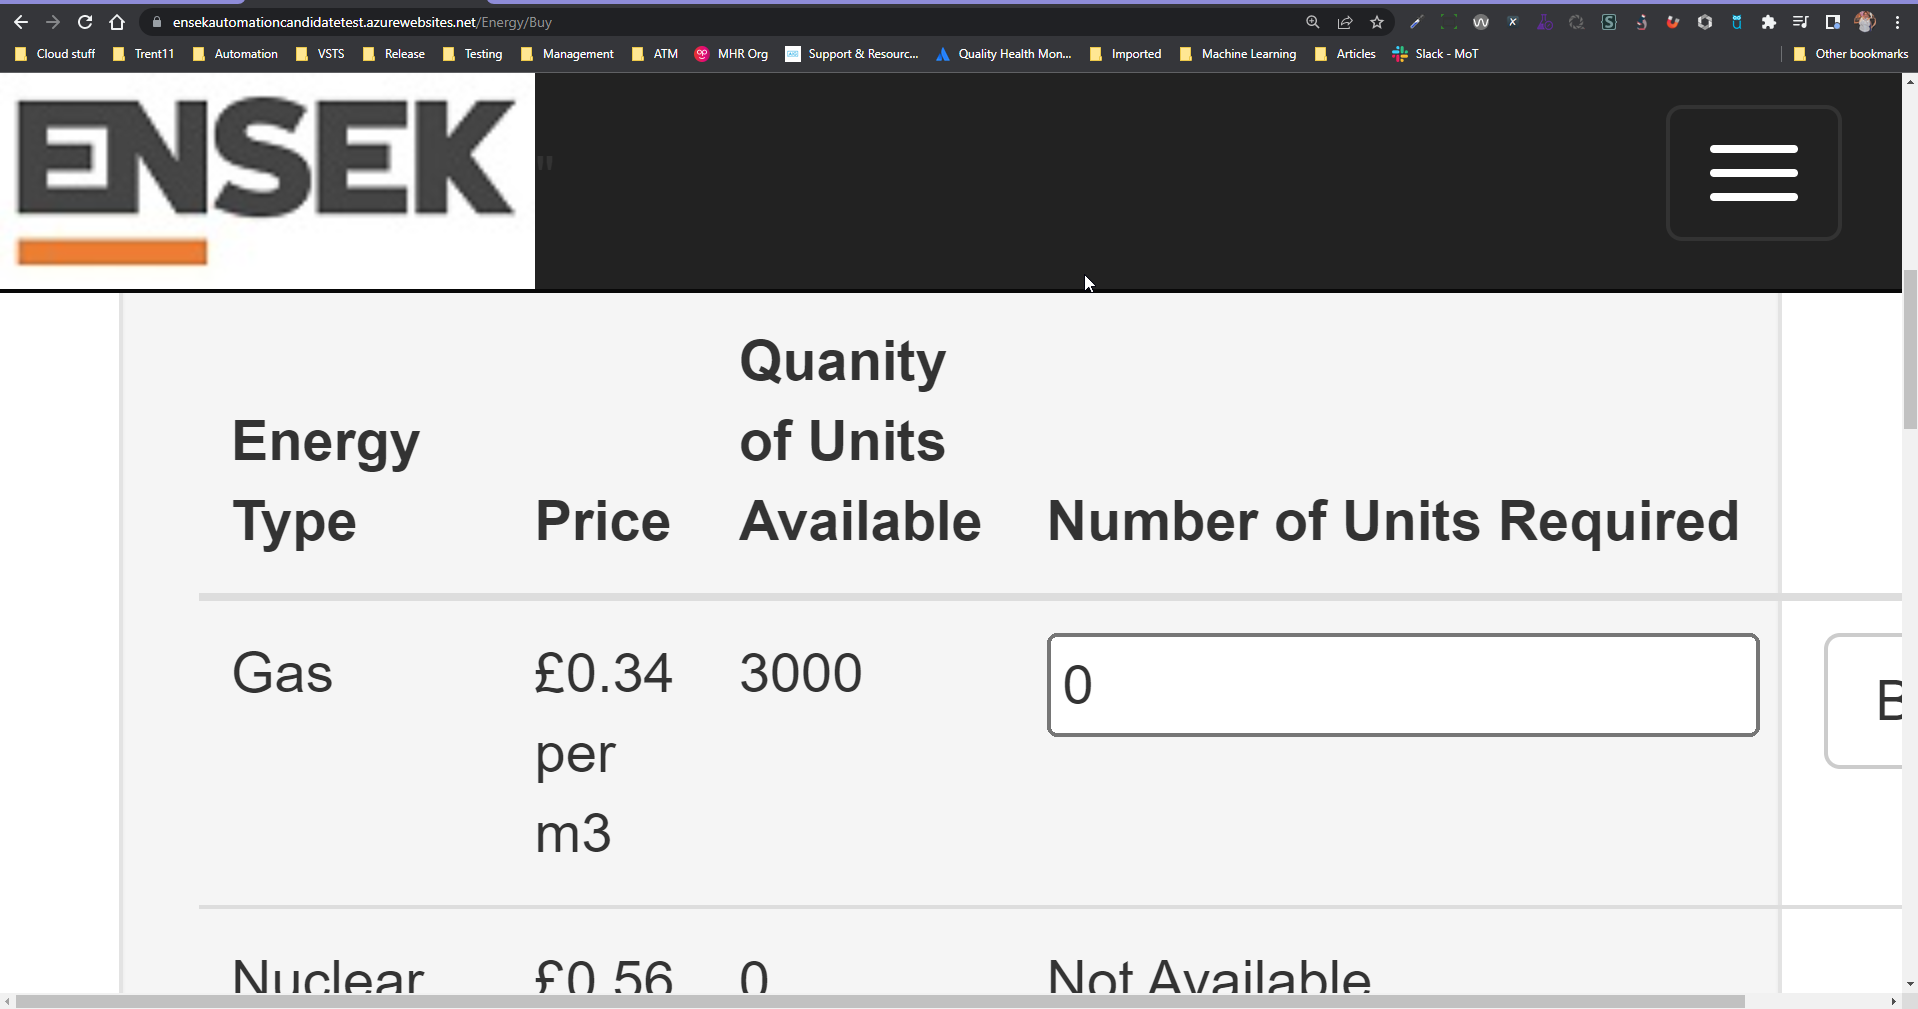 ensekautomationcandidatetest.azurewebsites.net/Energy/Buy
Cloud stuff Trent11 Automation VSTS Release Testing Management ATM MHR Org Support & Resourc... Quality Health Mon... Imported Machine Learning Articles Slack - MoT Other bookmarks
ENSEK
"
Energy Type Price Quanity of Units Available Number of Units Required
Gas £0.34 per m3 3000 0 B
Nuclear £0.56 0 Not Available